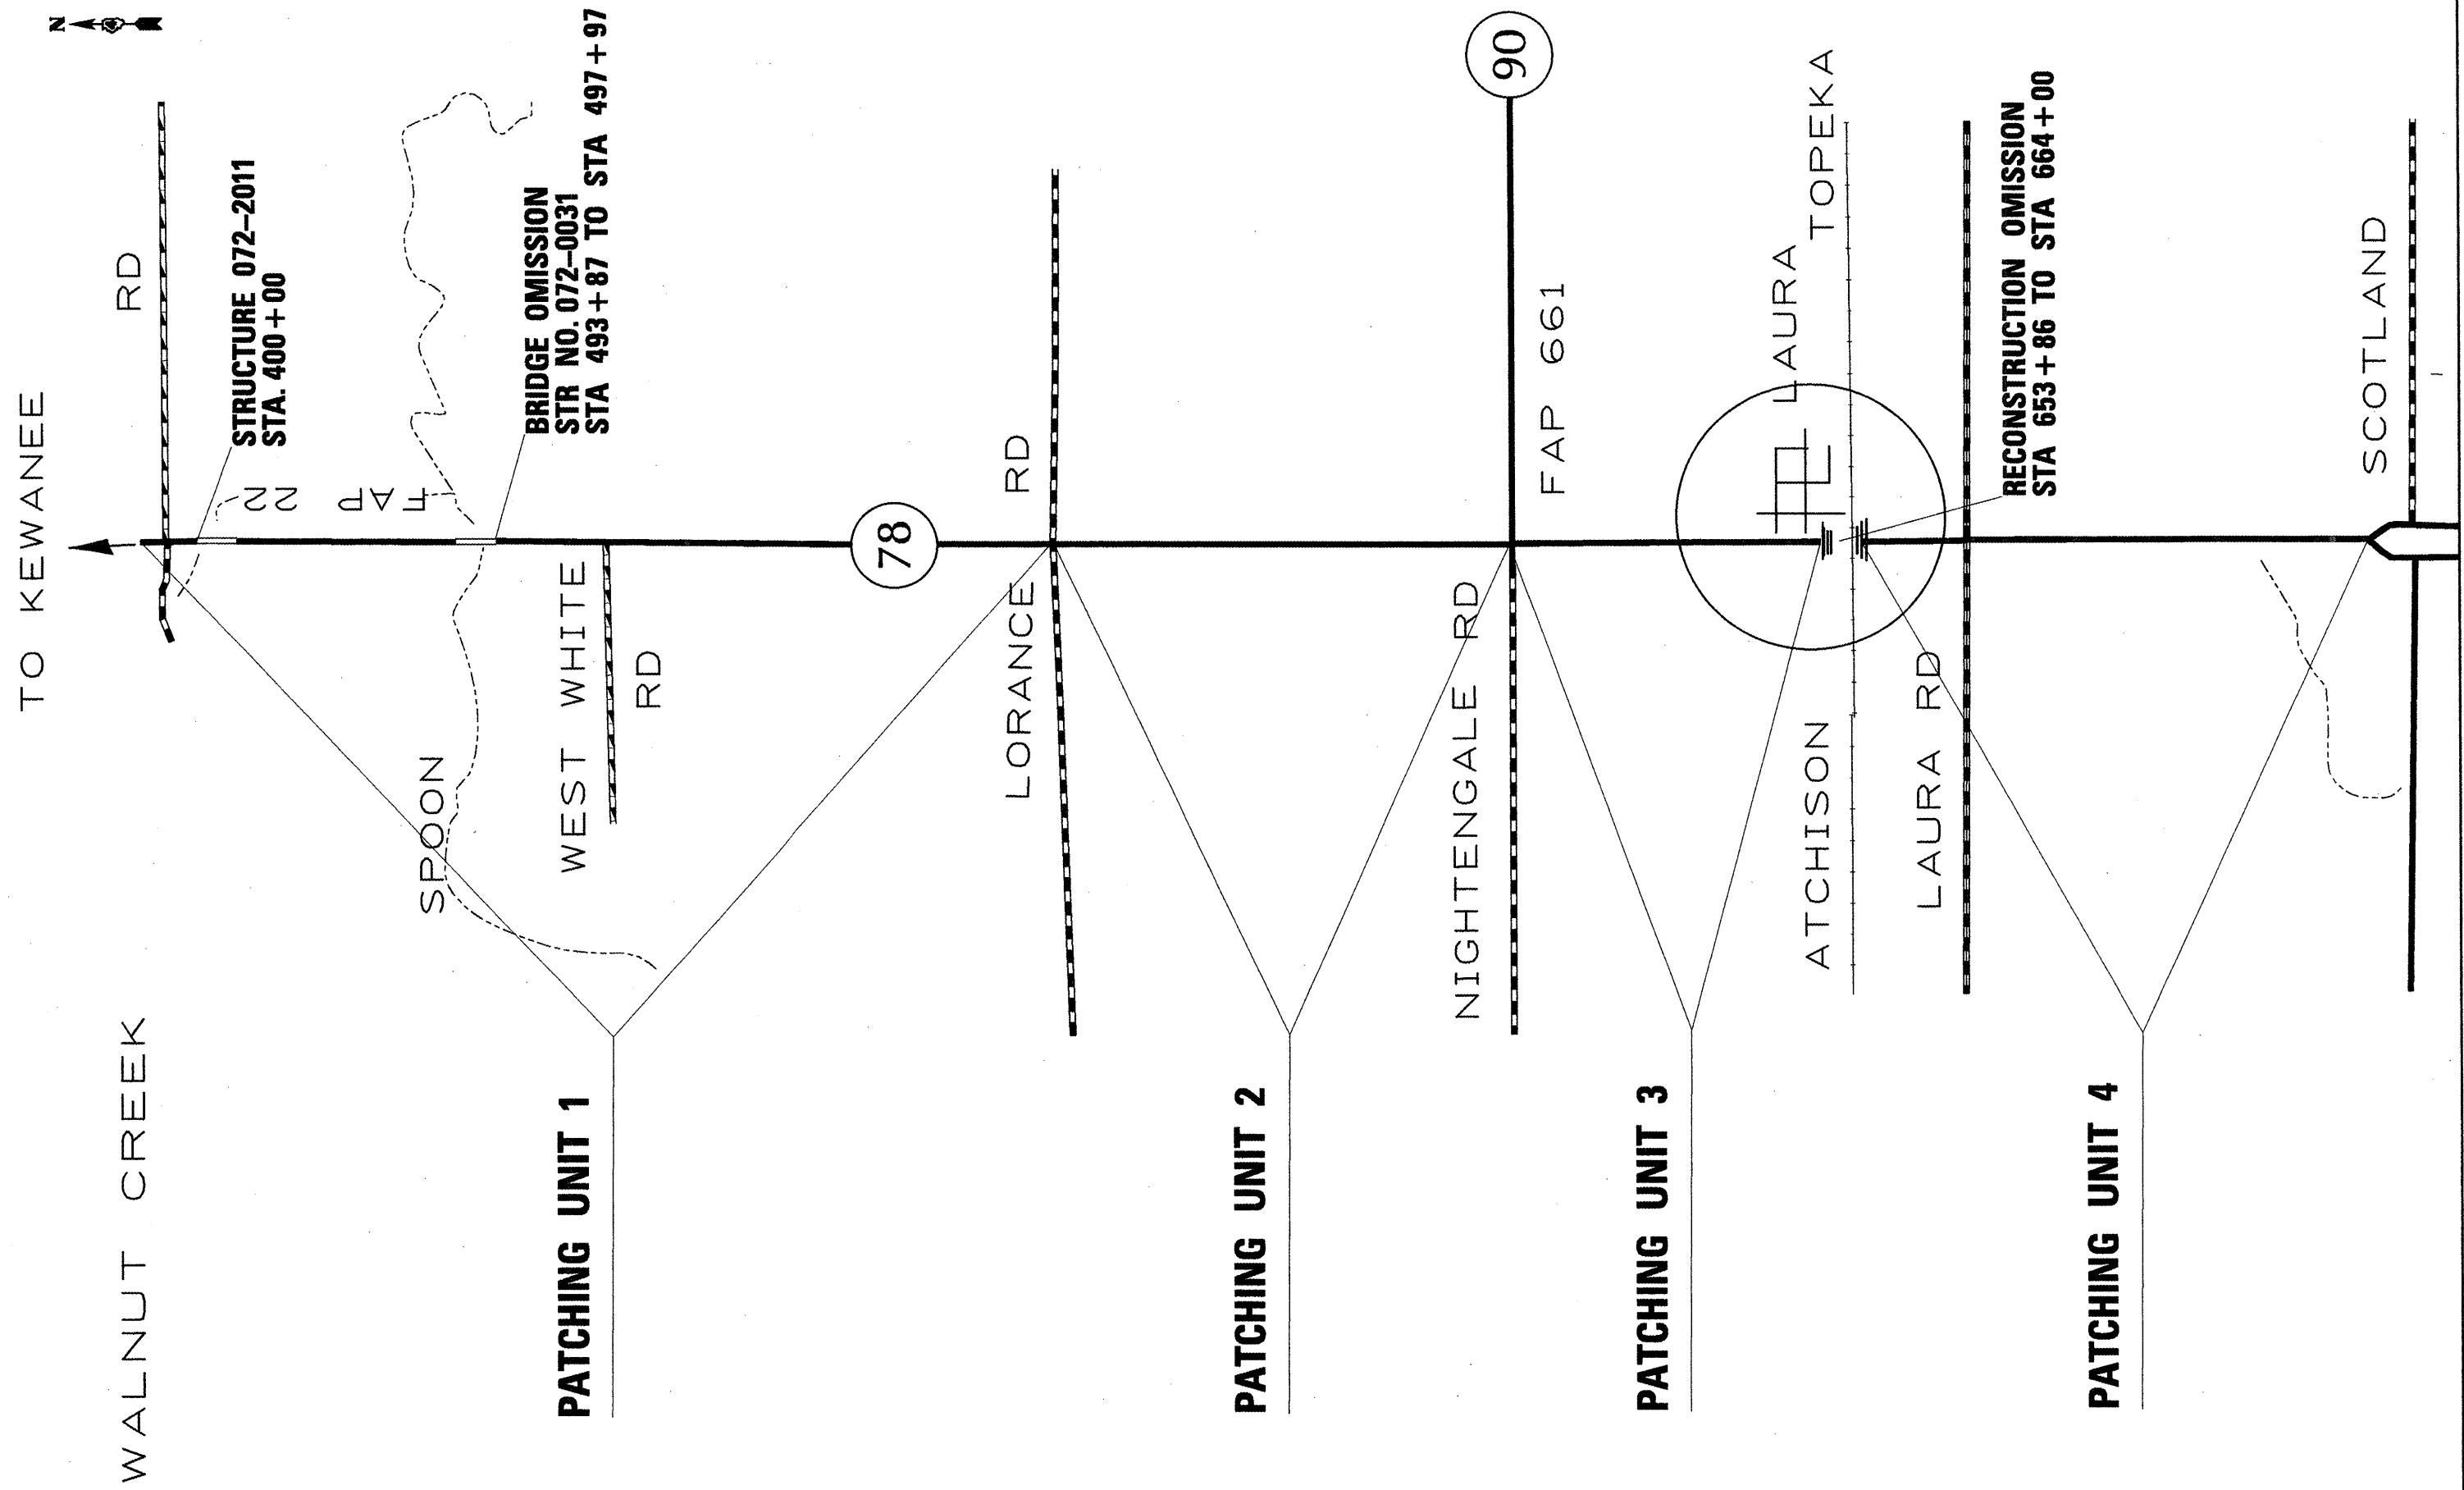 N
TO KEWANEE
WALNUT CREEK
RD
STRUCTURE 072-2011
STA. 400+00
FAP 22
SPOON
BRIDGE OMISSION
STR NO. 072-0031
STA 493+87 TO STA 497+97
WEST WHITE
RD
PATCHING UNIT 1
78
LORANCE RD
PATCHING UNIT 2
NIGHTENGALE RD
90
FAP 661
PATCHING UNIT 3
LAURA
ATCHISON TOPEKA
LAURA RD
RECONSTRUCTION OMISSION
STA 653+86 TO STA 664+00
PATCHING UNIT 4
SCOTLAND